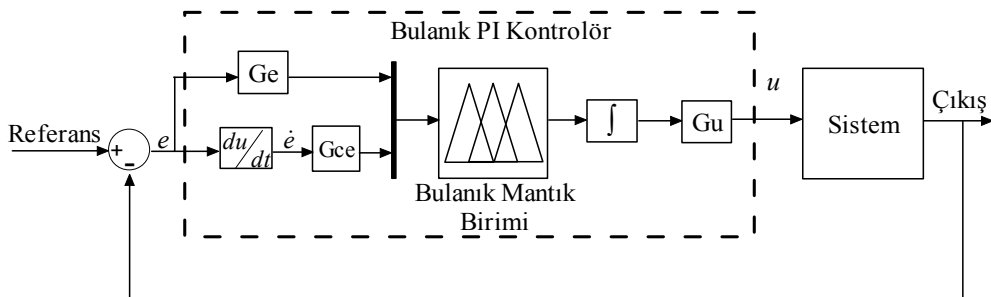 Bulanık PI Kontrolör
Ge
u
Çıkış
Referans
+
-
e
du/dt
ė
Gce
∫
Gu
Sistem
Bulanık Mantık
Birimi